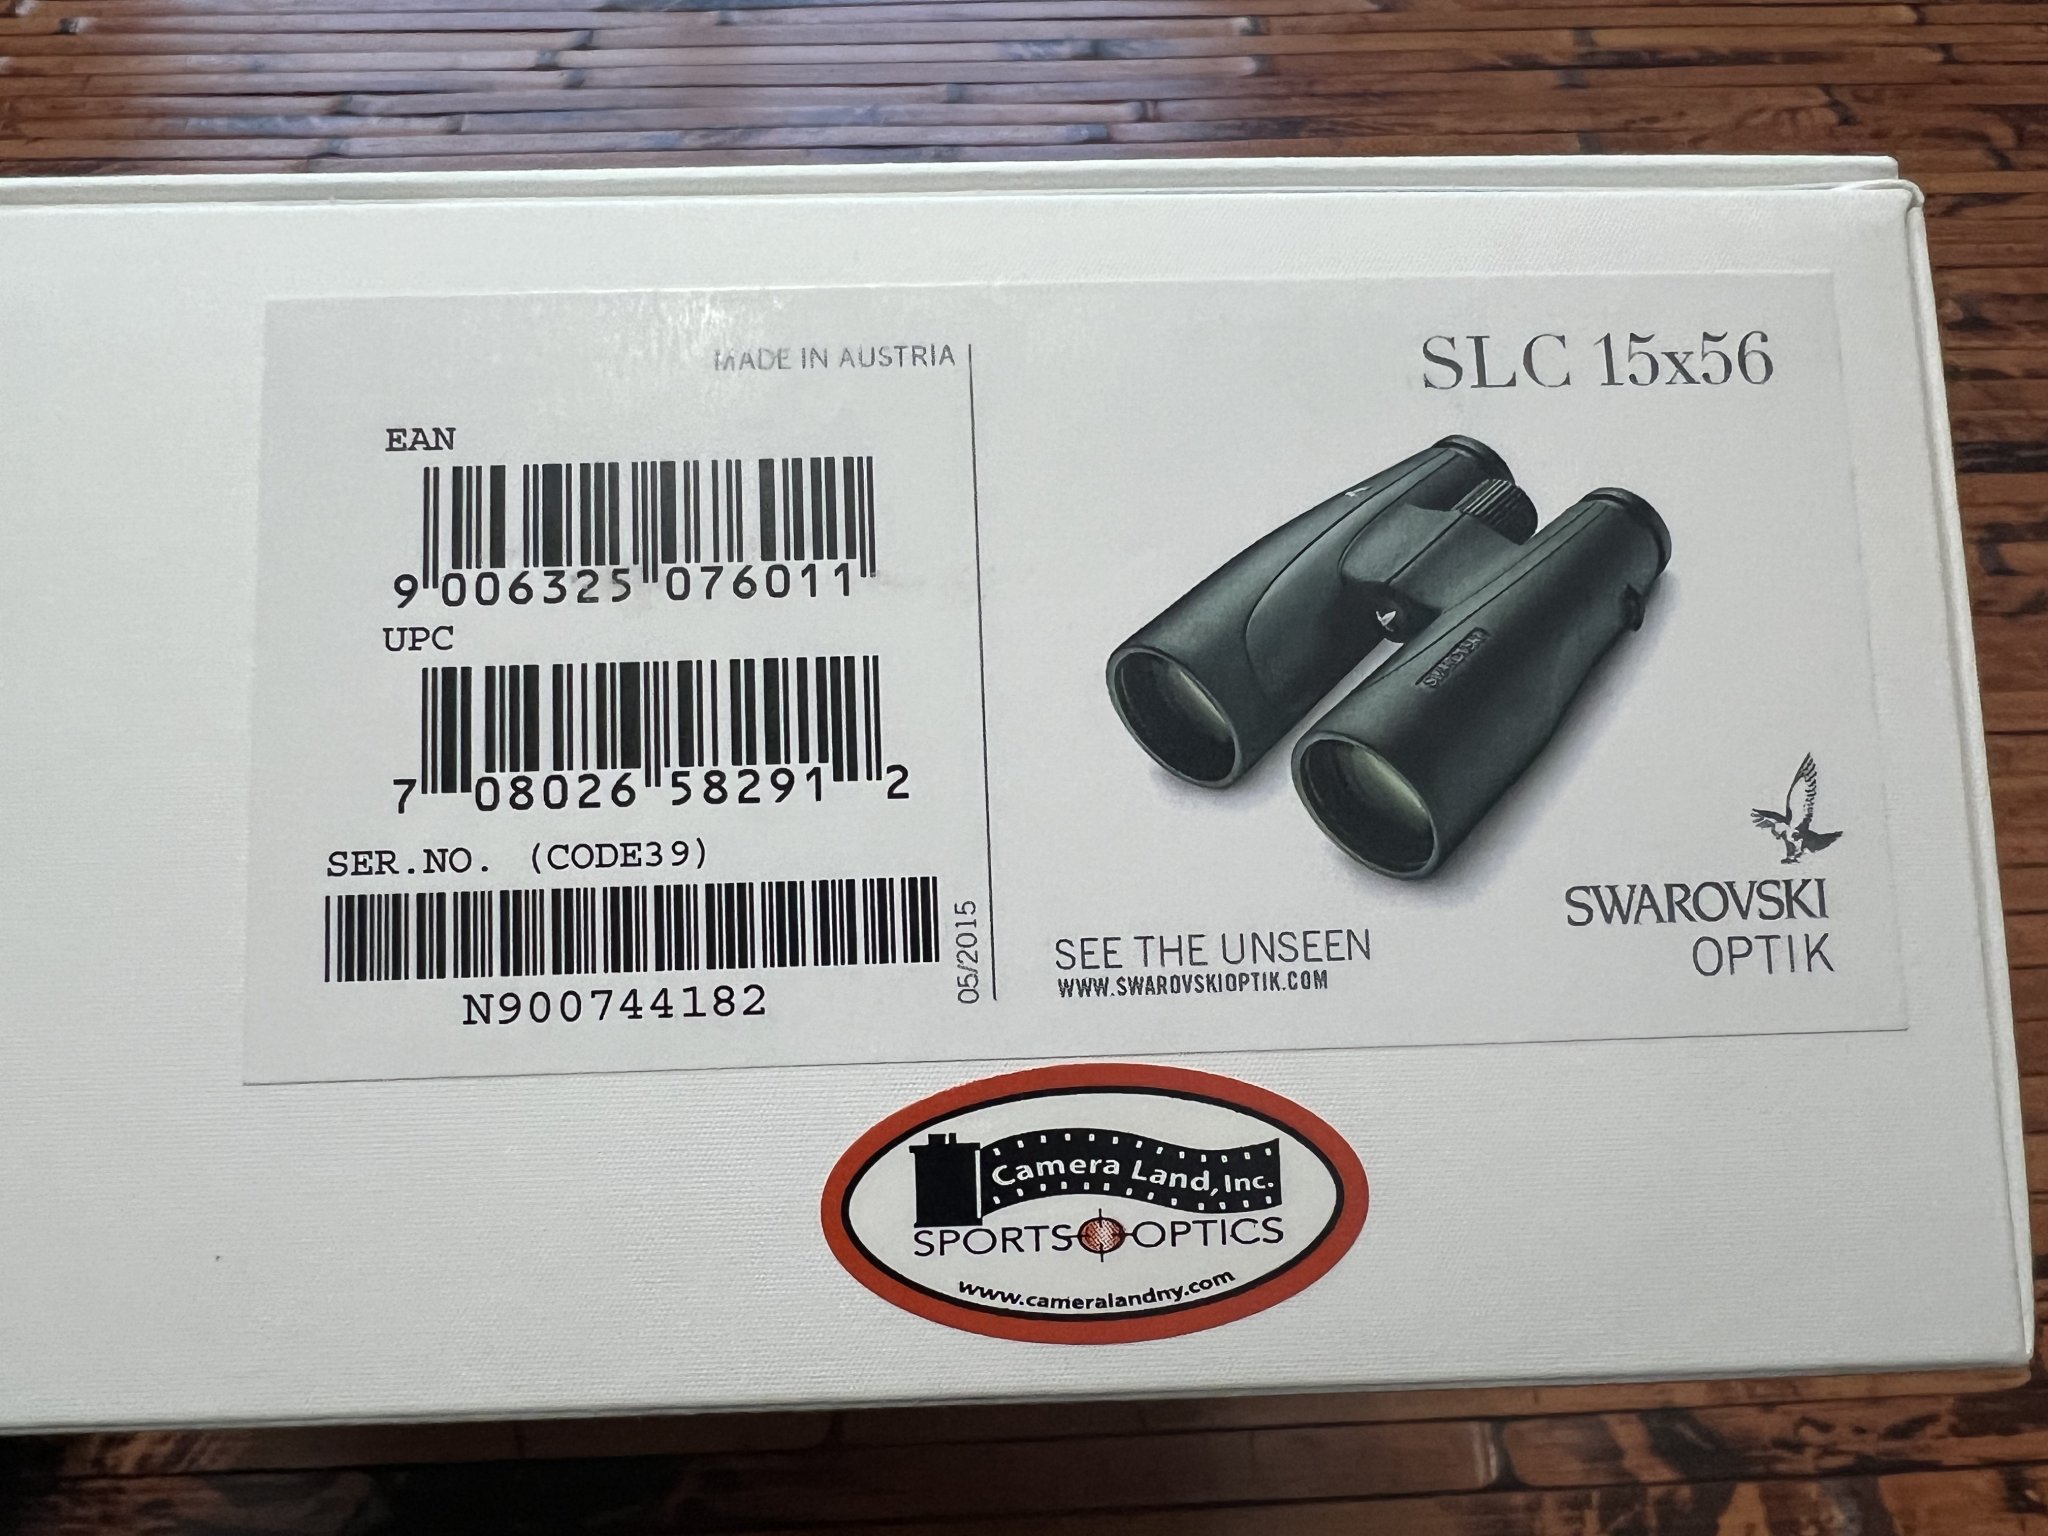 MADE IN AUSTRIA
EAN
9 006325 076011
UPC
7 08026 58291 2
SER.NO. (CODE39)
N900744182
05/2015
SLC 15x56
SWAROVSKI
SEE THE UNSEEN
WWW.SWAROVSKIOPTIK.COM
SWAROVSKI
OPTIK
Camera Land, Inc.
SPORTS OPTICS
www.cameralandny.com